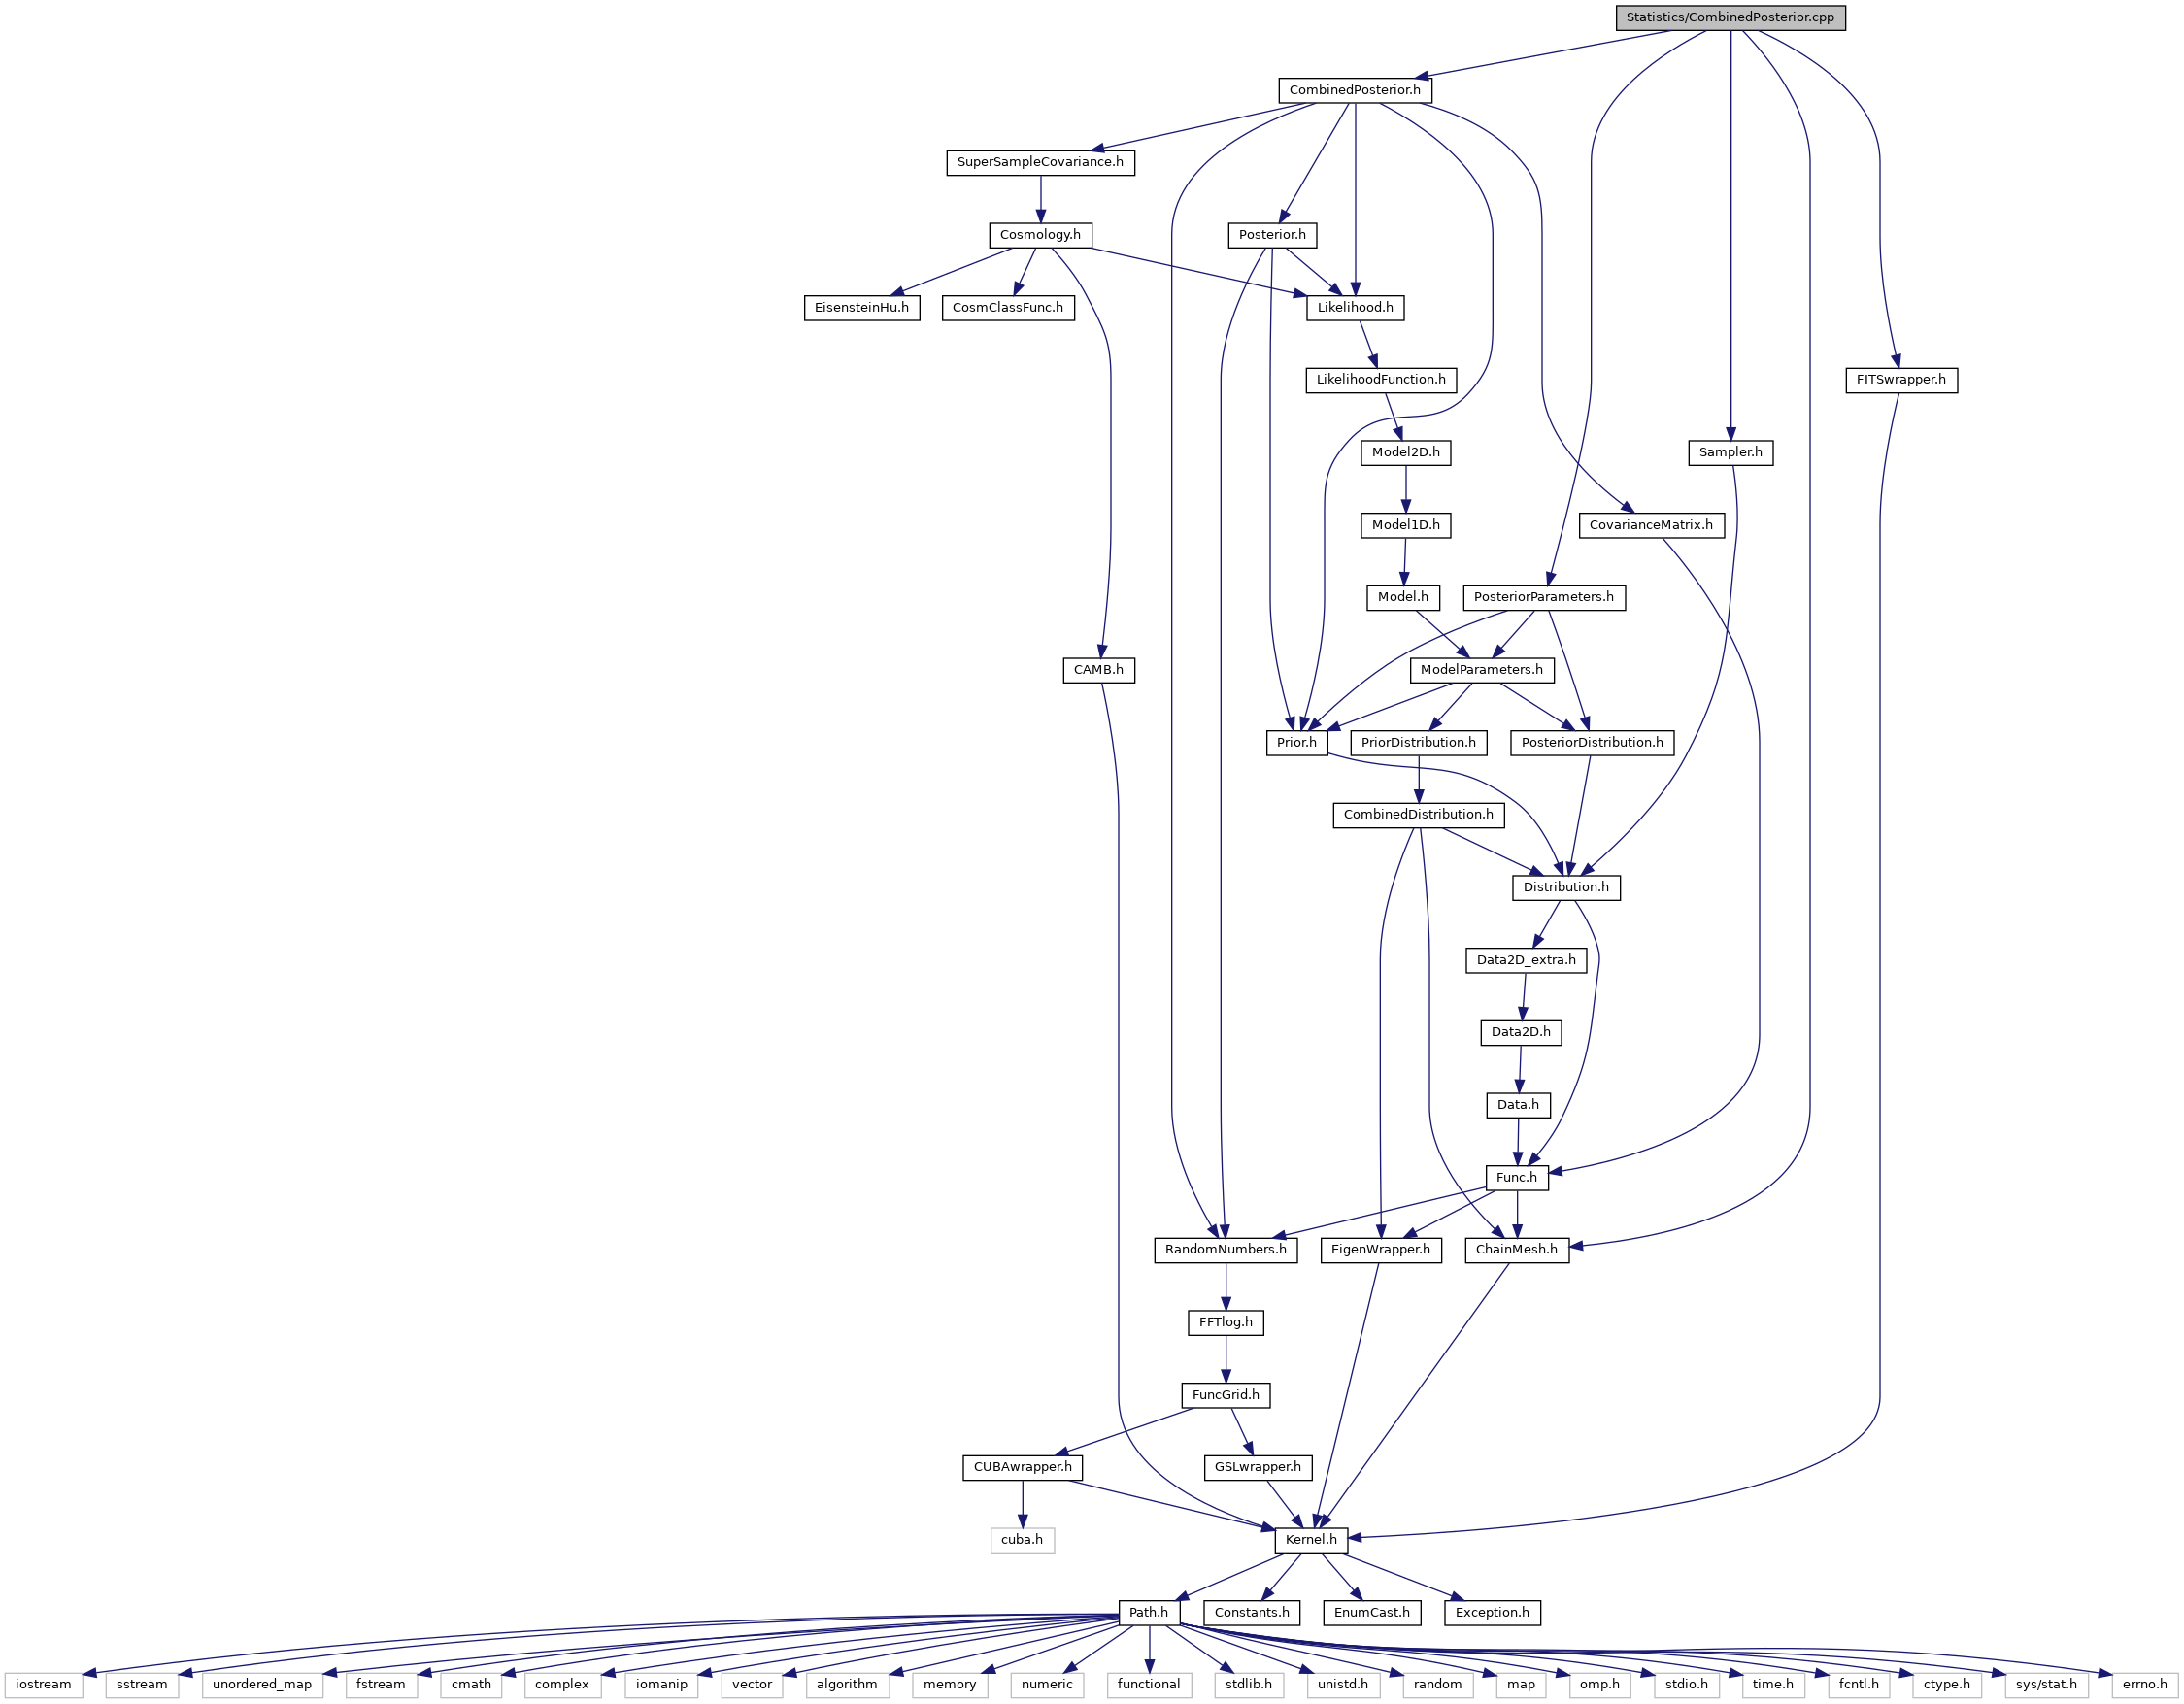 Statistics/CombinedPosterior.cpp
CombinedPosterior.h
SuperSampleCovariance.h
Cosmology.h
Posterior.h
EisensteinHu.h
CosmClassFunc.h
Likelihood.h
LikelihoodFunction.h
FITSwrapper.h
Model2D.h
Sampler.h
Model1D.h
CovarianceMatrix.h
Model.h
PosteriorParameters.h
CAMB.h
ModelParameters.h
Prior.h
PriorDistribution.h
PosteriorDistribution.h
CombinedDistribution.h
Distribution.h
Data2D_extra.h
Data2D.h
Data.h
Func.h
RandomNumbers.h
EigenWrapper.h
ChainMesh.h
FFTlog.h
FuncGrid.h
CUBAwrapper.h
GSLwrapper.h
cuba.h
Kernel.h
Path.h
Constants.h
EnumCast.h
Exception.h
iostream
sstream
unordered_map
fstream
cmath
complex
iomanip
vector
algorithm
memory
numeric
functional
stdlib.h
unistd.h
random
map
omp.h
stdio.h
time.h
fcntl.h
ctype.h
sys/stat.h
errno.h